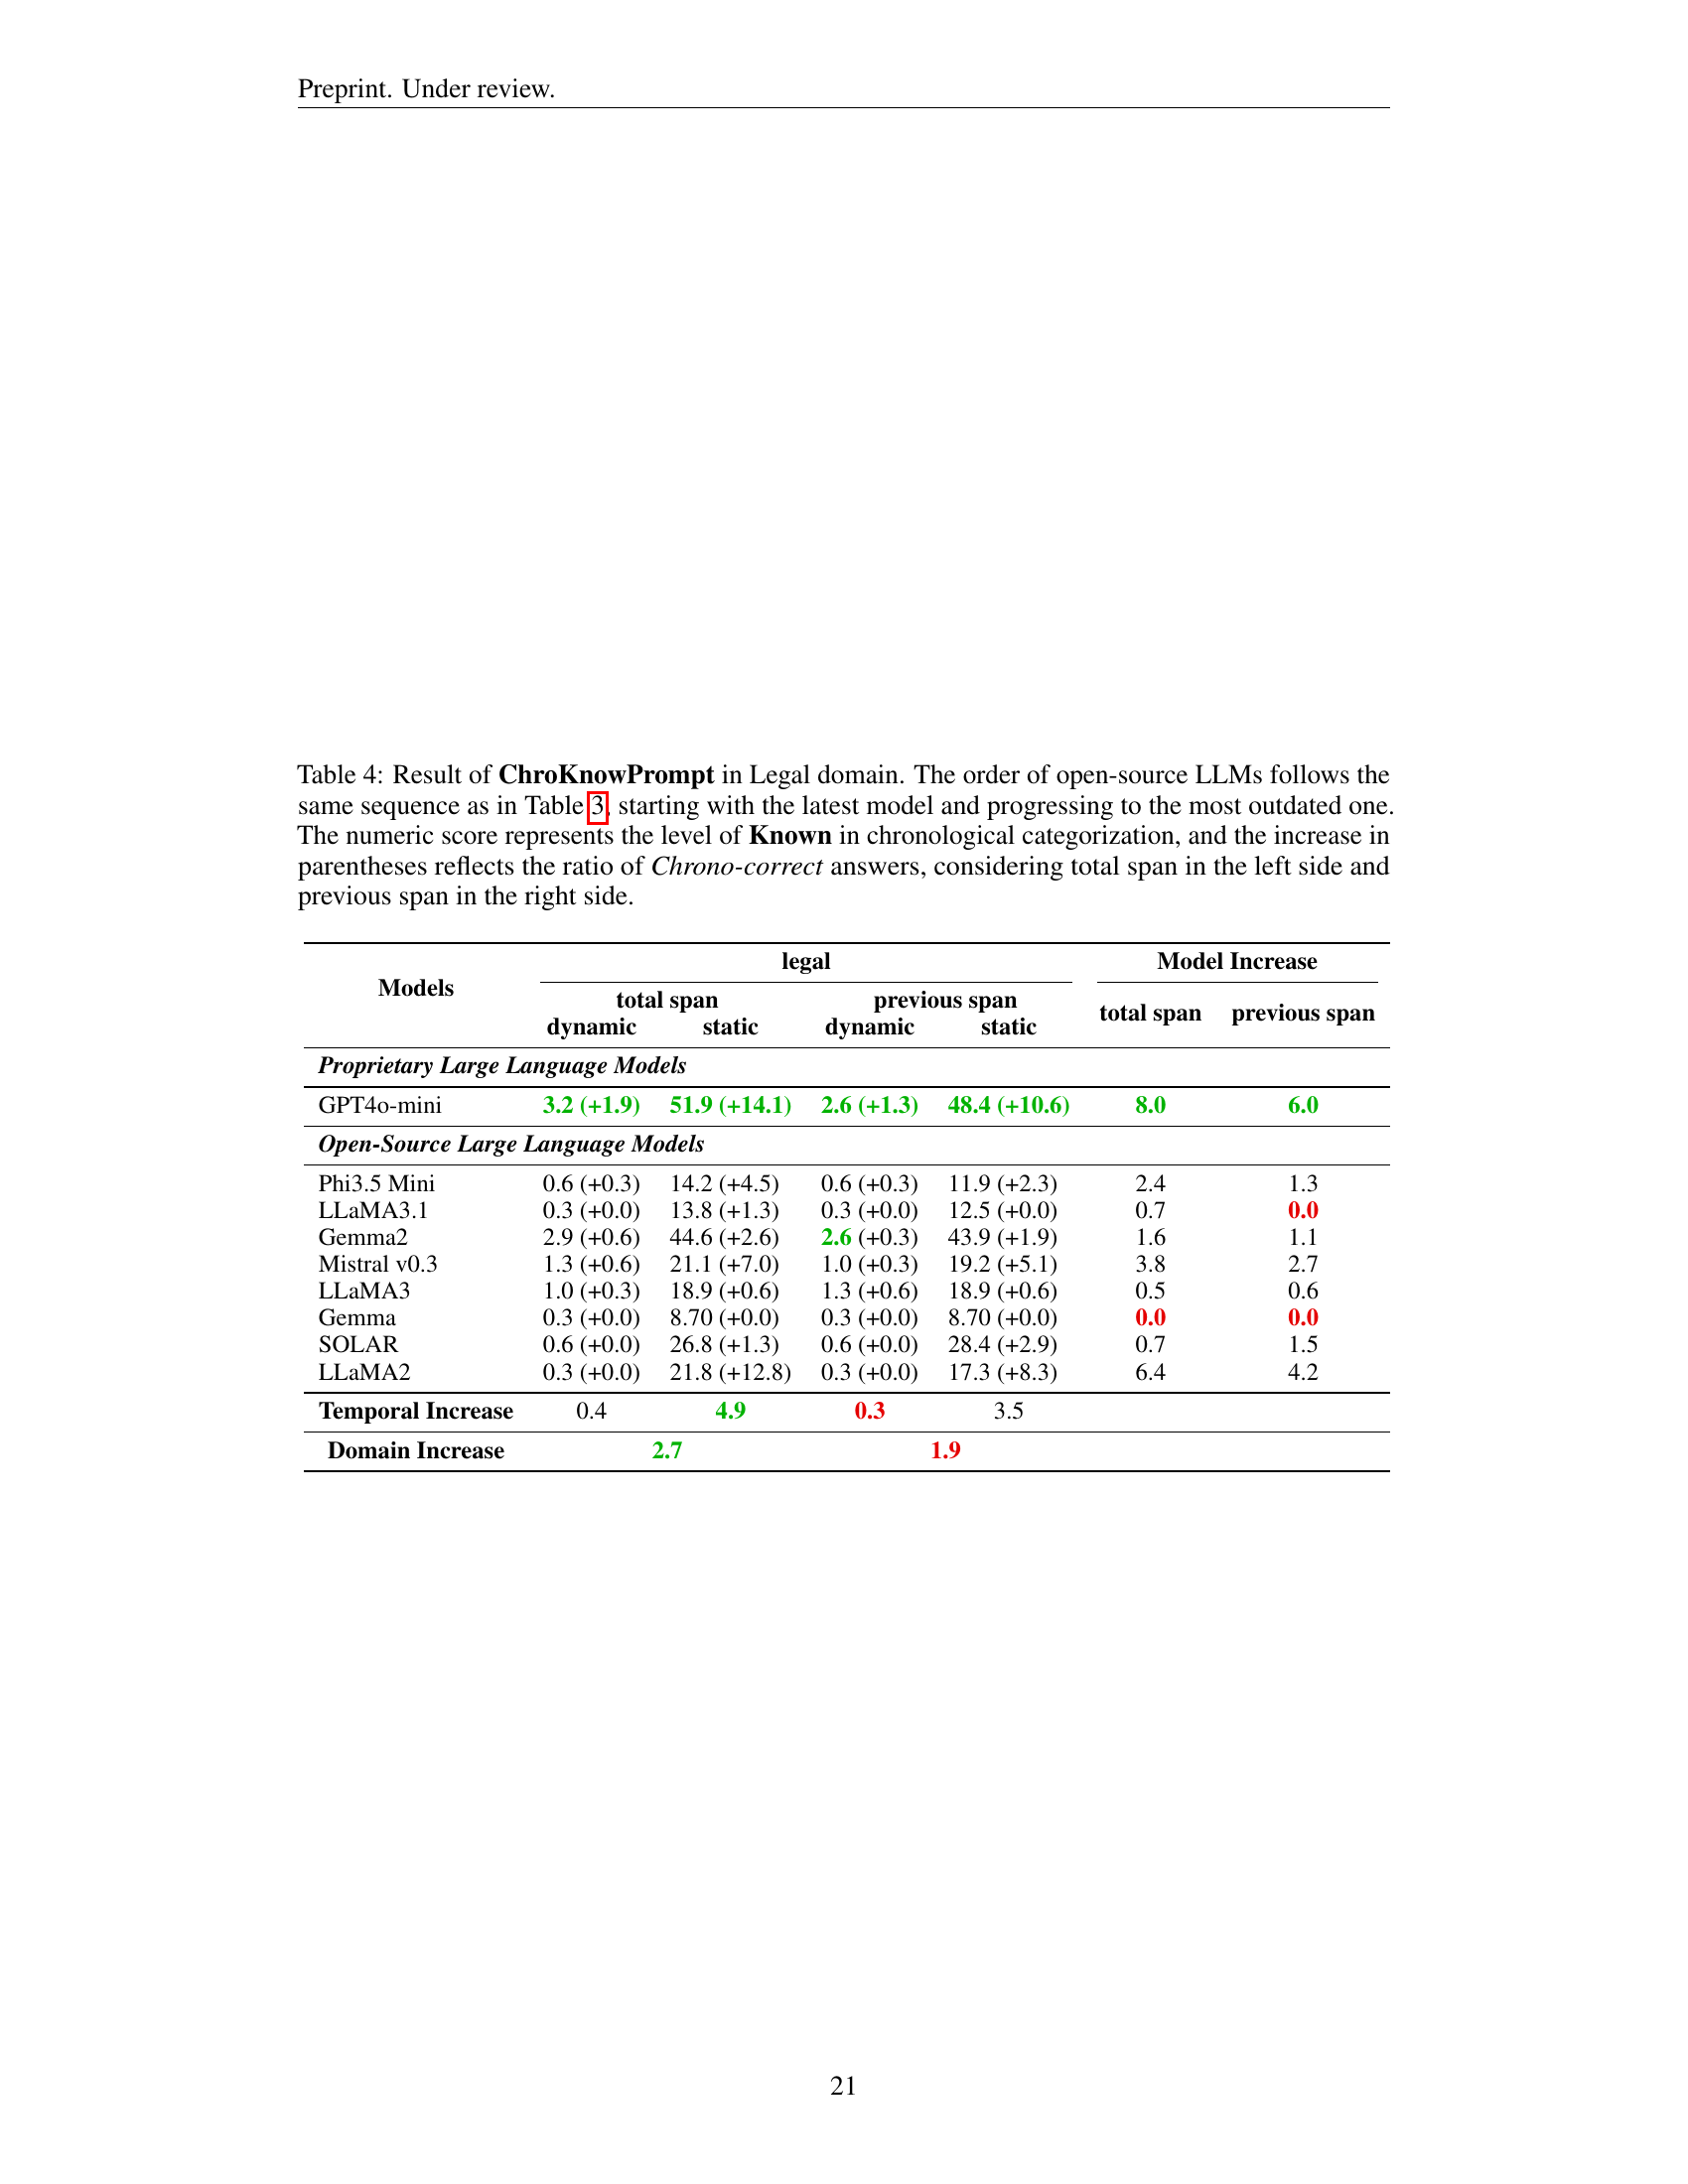 Preprint. Under review.
Table 4: Result of ChroKnowPrompt in Legal domain. The order of open-source LLMs follows the
same sequence as in Table 3, starting with the latest model and progressing to the most outdated one.
The numeric score represents the level of Known in chronological categorization, and the increase in
parentheses reflects the ratio of Chrono-correct answers, considering total span in the left side and
previous span in the right side.
Models legal Model Increase
total span previous span total span previous span
dynamic static dynamic static
Proprietary Large Language Models
GPT4o-mini 3.2 (+1.9) 51.9 (+14.1) 2.6 (+1.3) 48.4 (+10.6) 8.0 6.0
Open-Source Large Language Models
Phi3.5 Mini 0.6 (+0.3) 14.2 (+4.5) 0.6 (+0.3) 11.9 (+2.3) 2.4 1.3
LLaMA3.1 0.3 (+0.0) 13.8 (+1.3) 0.3 (+0.0) 12.5 (+0.0) 0.7 0.0
Gemma2 2.9 (+0.6) 44.6 (+2.6) 2.6 (+0.3) 43.9 (+1.9) 1.6 1.1
Mistral v0.3 1.3 (+0.6) 21.1 (+7.0) 1.0 (+0.3) 19.2 (+5.1) 3.8 2.7
LLaMA3 1.0 (+0.3) 18.9 (+0.6) 1.3 (+0.6) 18.9 (+0.6) 0.5 0.6
Gemma 0.3 (+0.0) 8.70 (+0.0) 0.3 (+0.0) 8.70 (+0.0) 0.0 0.0
SOLAR 0.6 (+0.0) 26.8 (+1.3) 0.6 (+0.0) 28.4 (+2.9) 0.7 1.5
LLaMA2 0.3 (+0.0) 21.8 (+12.8) 0.3 (+0.0) 17.3 (+8.3) 6.4 4.2
Temporal Increase 0.4 4.9 0.3 3.5
Domain Increase 2.7 1.9
21